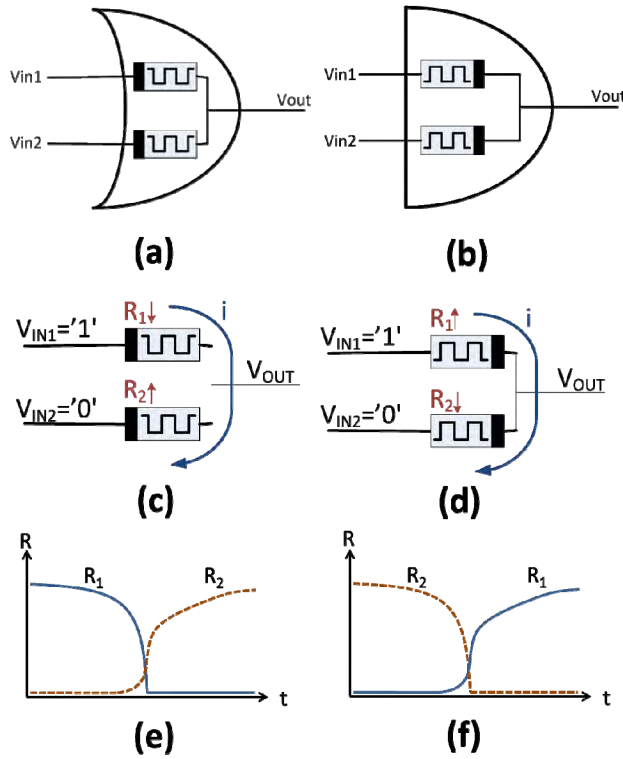 Vin1
Vout
Vin2
Vin1
Vout
Vin2
(a)
(b)
R1↓
i
VIN1='1'
VOUT
R2↑
VIN2='0'
R1↑
i
VIN1='1'
VOUT
R2↓
VIN2='0'
(c)
(d)
R
R1
R2
t
R
R2
R1
t
(e)
(f)